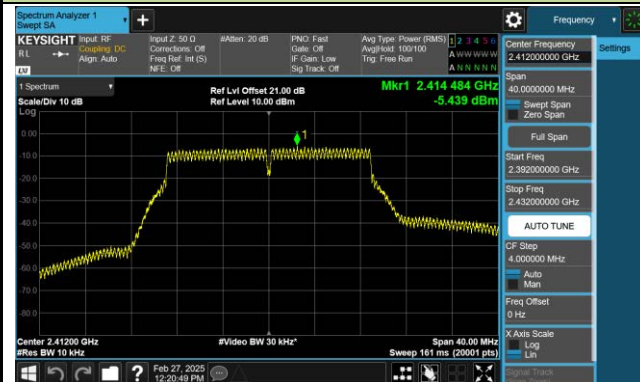 Spectrum Analyzer 1
Swept SA
Frequency
KEYSIGHT
RL
LXI
Input: RF
Coupling: DC
Align: Auto
Input Z: 50 Ω
Corrections: Off
Freq Ref: Int (S)
NFE: Off
#Atten: 20 dB
PNO: Fast
Gate: Off
IF Gain: Low
Sig Track: Off
Avg Type: Power (RMS)
Avg|Hold: 100/100
Trig: Free Run
1 2 3 4 5 6
A W W W W W
A N N N N N
1 Spectrum
Scale/Div 10 dB
Log
Ref Lvl Offset 21.00 dB
Ref Level 10.00 dBm
Mkr1 2.414 484 GHz
-5.439 dBm
1
0.00
-10.0
-20.0
-30.0
-40.0
-50.0
-60.0
-70.0
-80.0
Center 2.41200 GHz
#Res BW 10 kHz
#Video BW 30 kHz*
Span 40.00 MHz
Sweep 161 ms (20001 pts)
Center Frequency
2.412000000 GHz
Span
40.0000000 MHz
Swept Span
Zero Span
Full Span
Start Freq
2.392000000 GHz
Stop Freq
2.432000000 GHz
AUTO TUNE
CF Step
4.000000 MHz
Auto
Man
Freq Offset
0 Hz
X Axis Scale
Log
Lin
Signal Track
Settings
Feb 27, 2025
12:20:49 PM